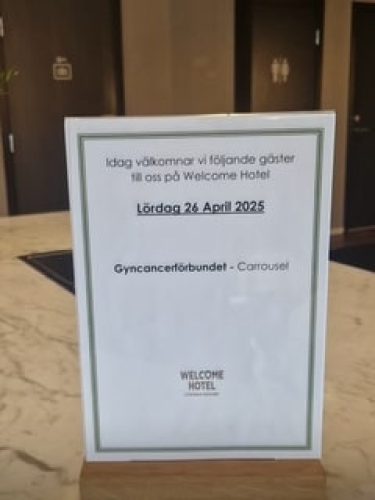 Idag välkomnar vi följande gäster
till oss på Welcome Hotel
Lördag 26 April 2025
Gyncancerförbundet - Carrousel
WELCOME
HOTEL